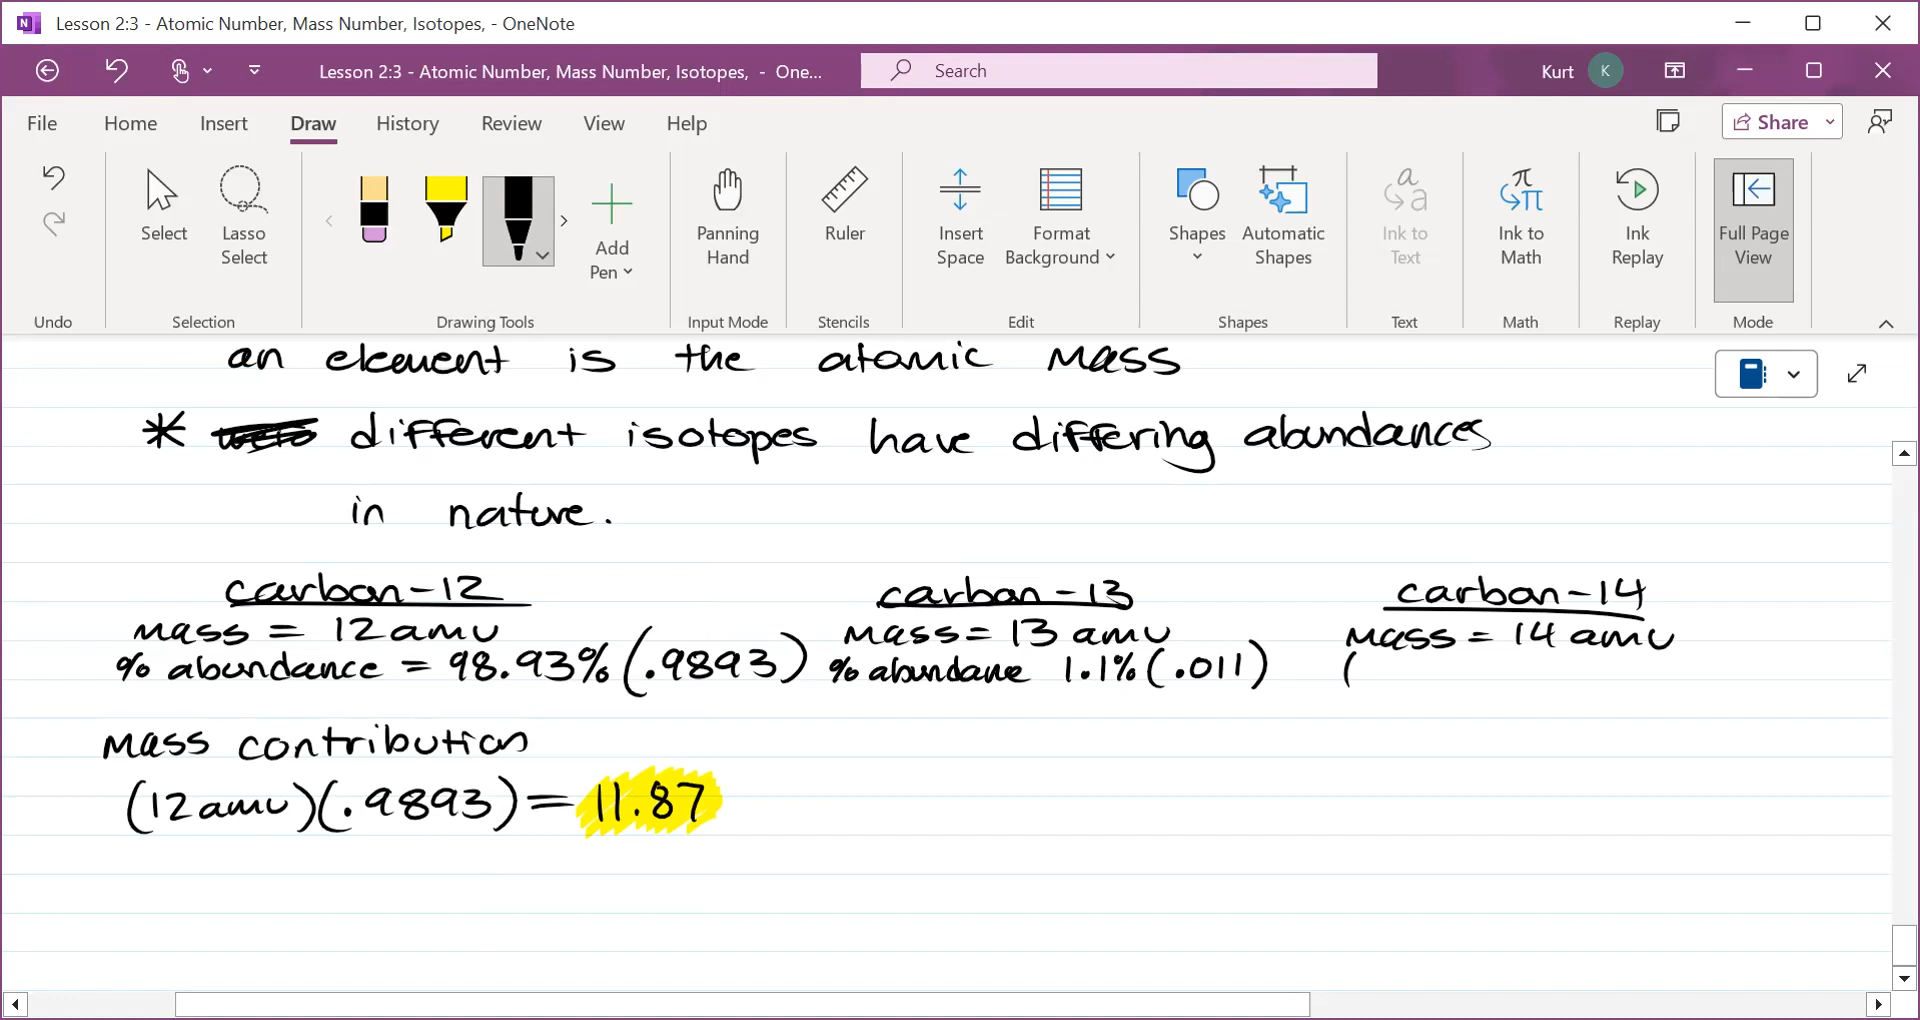 Lesson 2:3 - Atomic Number, Mass Number, Isotopes, - OneNote
Lesson 2:3 - Atomic Number, Mass Number, Isotopes, - One...
Search
Kurt K
File Home Insert Draw History Review View Help
Share
Select
Lasso Select
Add Pen
Panning Hand
Ruler
Insert Space
Format Background
Shapes
Automatic Shapes
Ink to Text
Ink to Math
Ink Replay
Full Page View
Undo Selection Drawing Tools Input Mode Stencils Edit Shapes Text Math Replay Mode
an element is the atomic mass
* different isotopes have differing abundances
in nature.
carbon-12 carbon-13 carbon-14
mass = 12 amu mass = 13 amu mass = 14 amu
% abundance = 98.93% (.9893) % abundane 1.1% (.011) (
mass contribution
(12 amu)(.9893) = 11.87